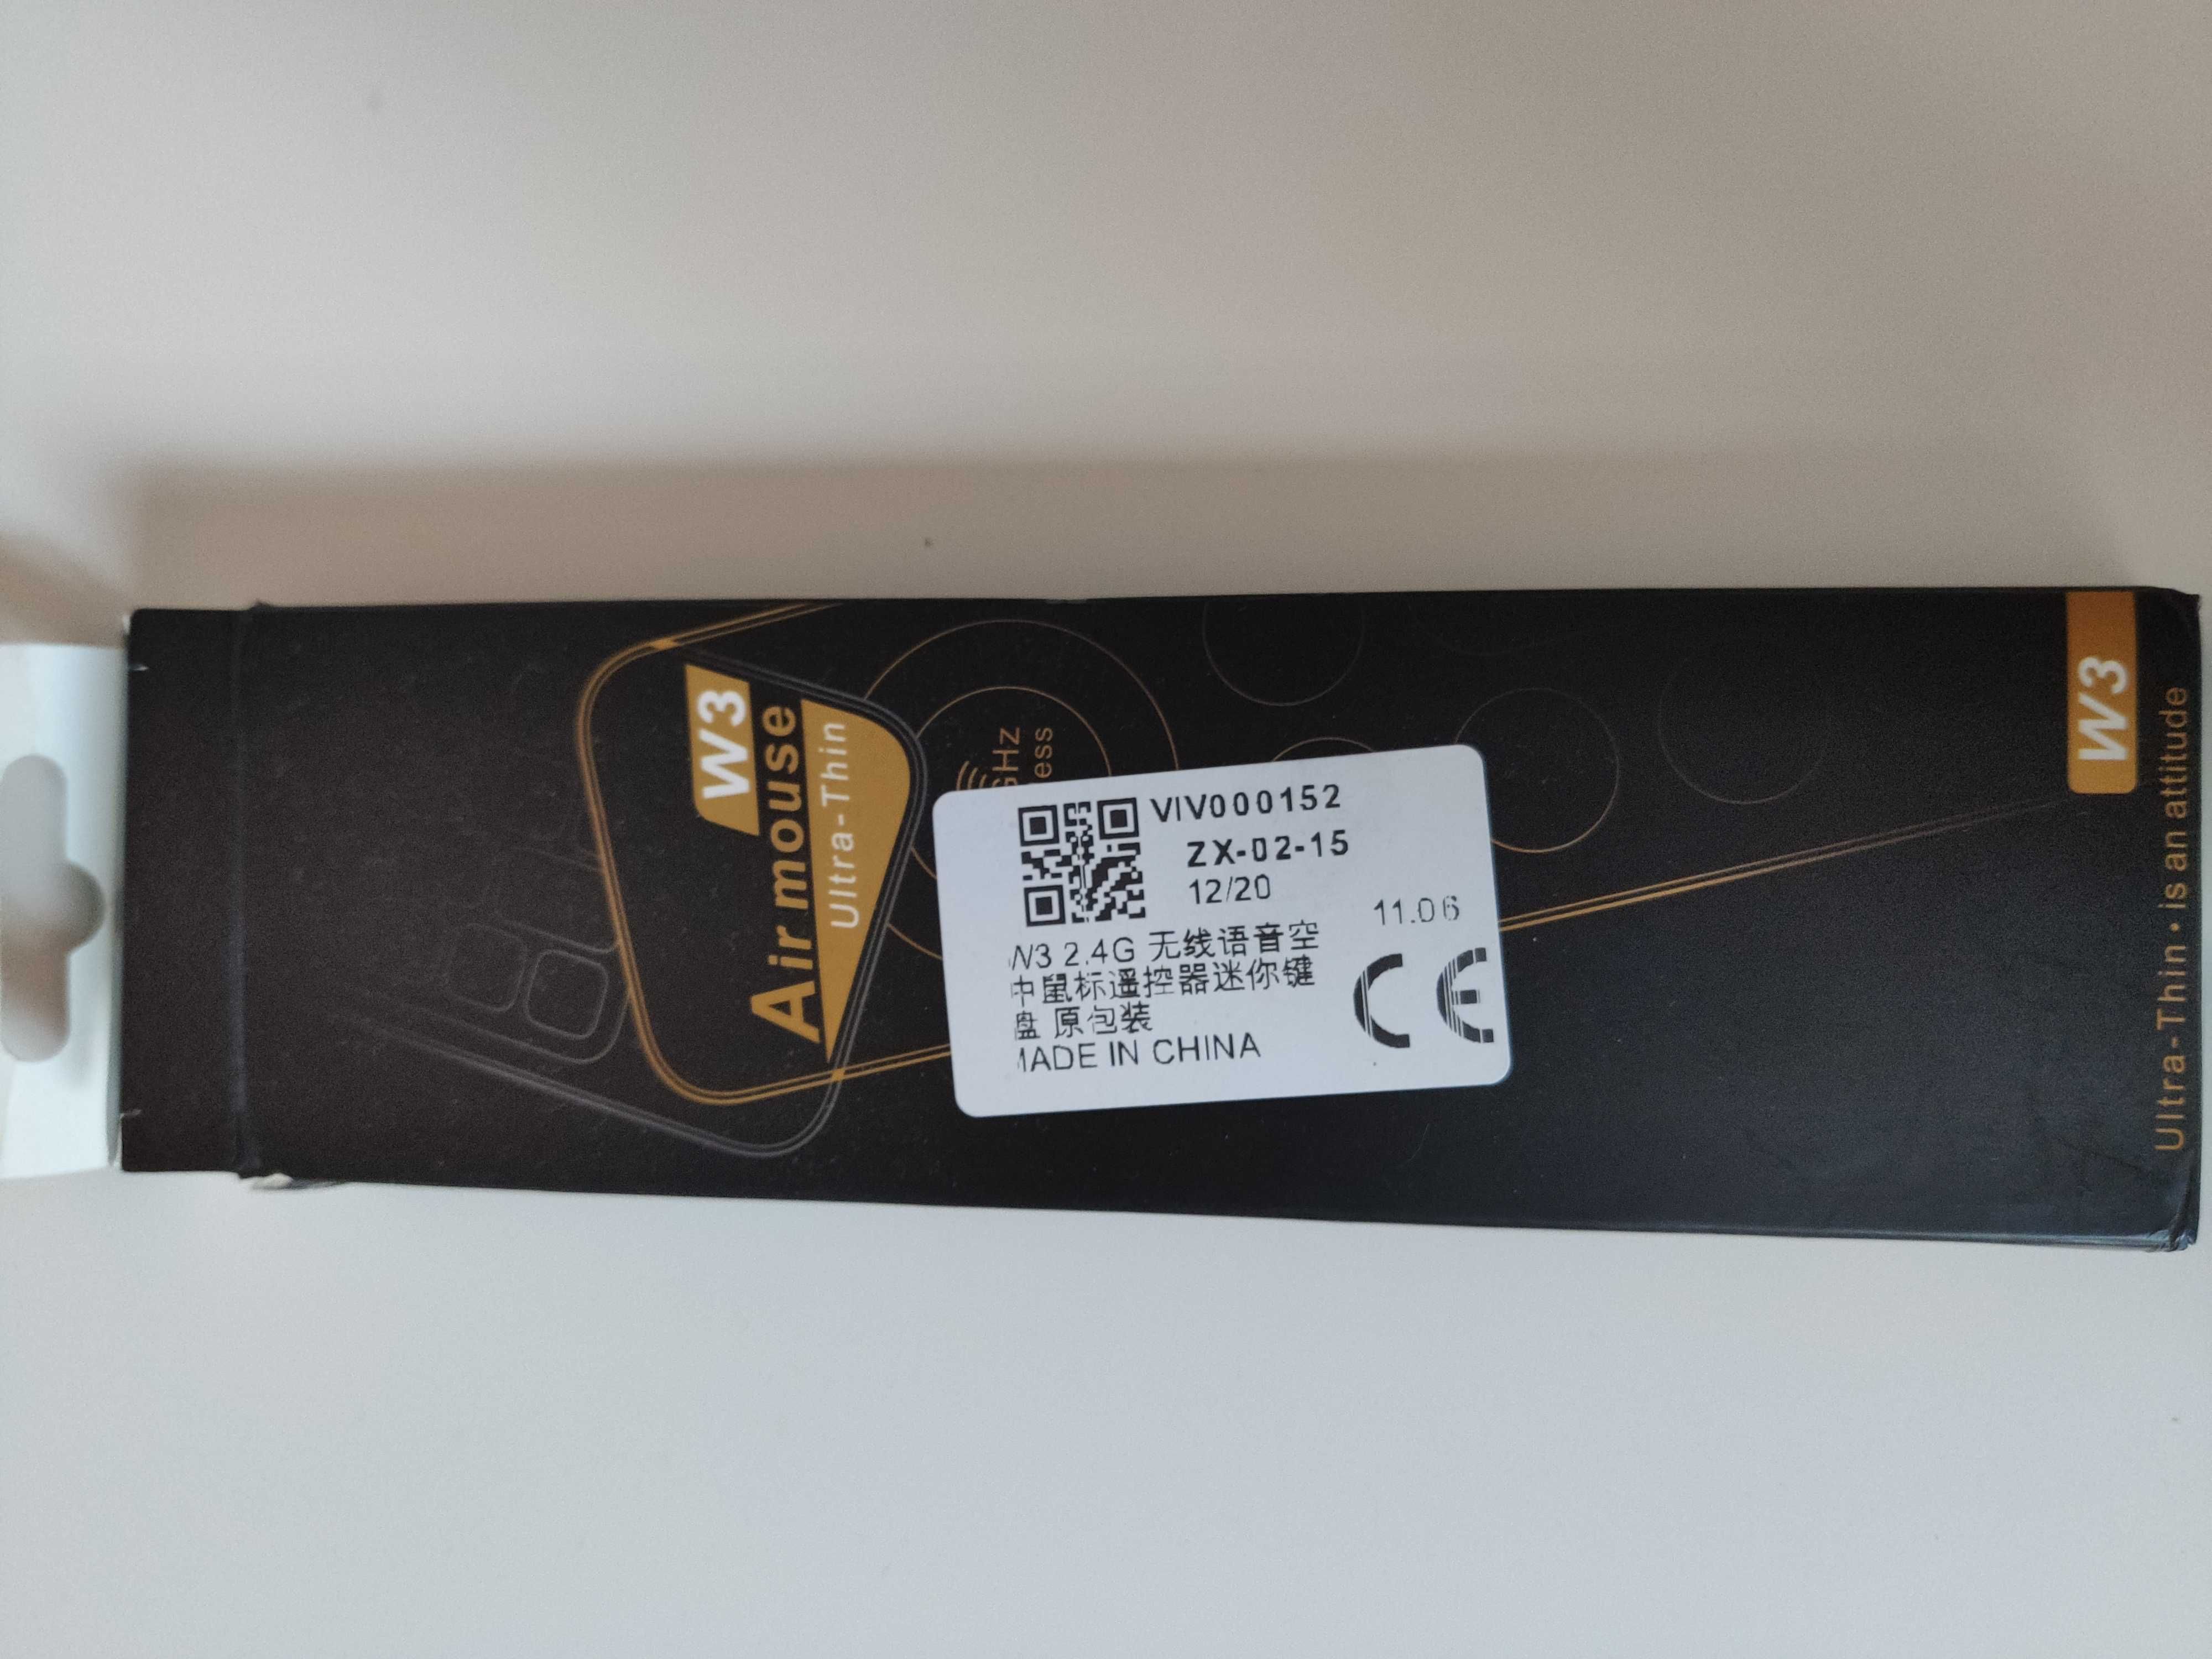 W3
Air mouse
Ultra-Thin
GHz
ess
VIV000152
ZX-02-15
12/20
11.06
W3 2.4G 无线语音空
中鼠标遥控器迷你键
盘 原包装
MADE IN CHINA
CE
W3
Ultra-Thin · is an attitude